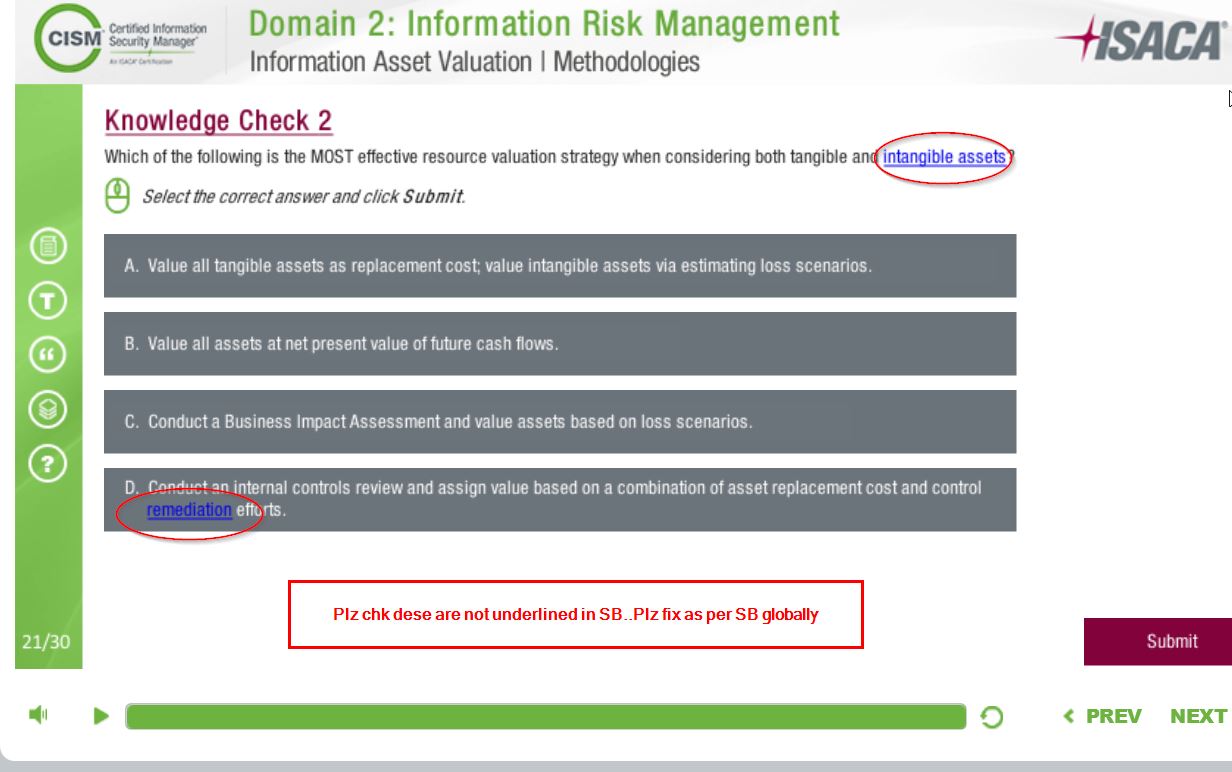 CISM Certified Information
Security Manager®
An ISACA® Certification
Domain 2: Information Risk Management
Information Asset Valuation | Methodologies
ISACA®
Knowledge Check 2
Which of the following is the MOST effective resource valuation strategy when considering both tangible and intangible assets?
Select the correct answer and click Submit.
A. Value all tangible assets as replacement cost; value intangible assets via estimating loss scenarios.
B. Value all assets at net present value of future cash flows.
C. Conduct a Business Impact Assessment and value assets based on loss scenarios.
D. Conduct an internal controls review and assign value based on a combination of asset replacement cost and control
remediation efforts.
T
“
?
Plz chk dese are not underlined in SB..Plz fix as per SB globally
21/30
Submit
PREV NEXT